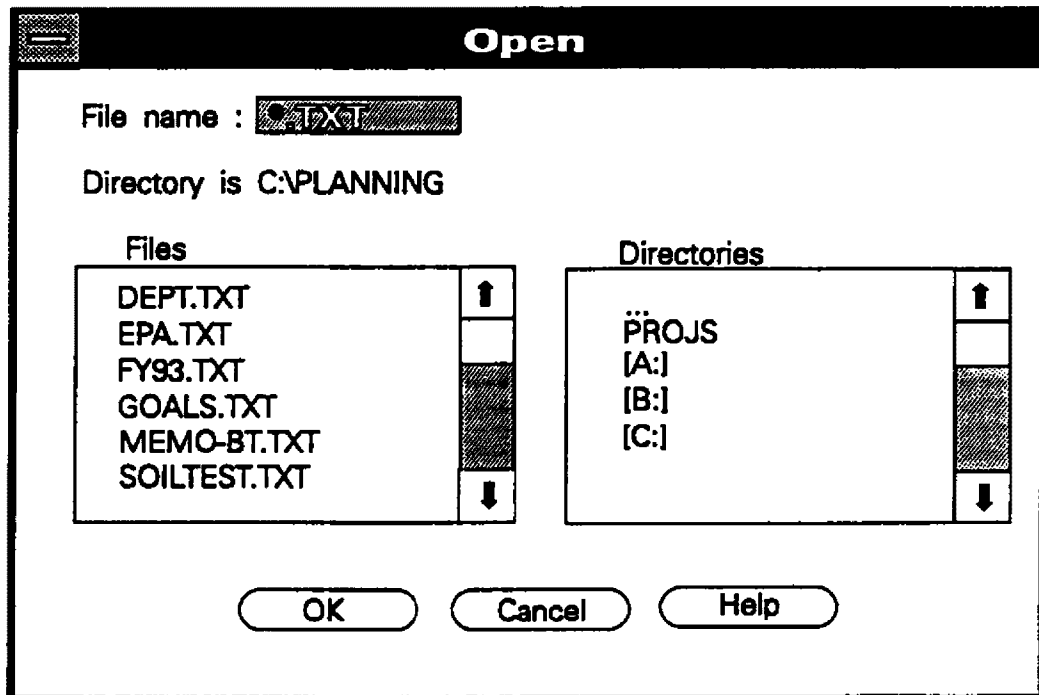 Open
File name : *.TXT
Directory is C:\PLANNING
Files
DEPT.TXT
EPA.TXT
FY93.TXT
GOALS.TXT
MEMO-BT.TXT
SOILTEST.TXT
Directories
...
PROJS
[A:]
[B:]
[C:]
OK Cancel Help